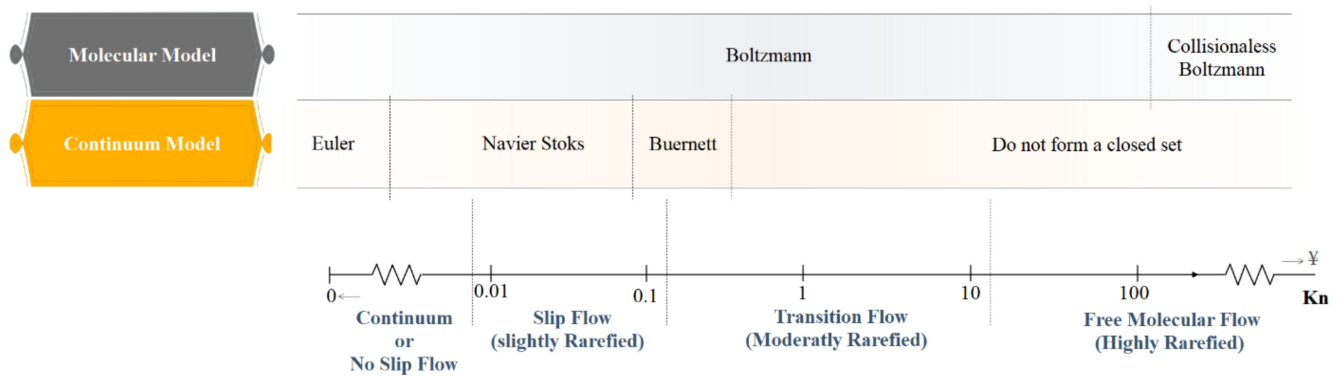 Molecular Model
Boltzmann
Collisionaless
Boltzmann
Continuum Model
Euler
Navier Stoks
Buernett
Do not form a closed set
¥
0
0.01
0.1
1
10
100
Kn
Continuum
or
No Slip Flow
Slip Flow
(slightly Rarefied)
Transition Flow
(Moderatly Rarefied)
Free Molecular Flow
(Highly Rarefied)